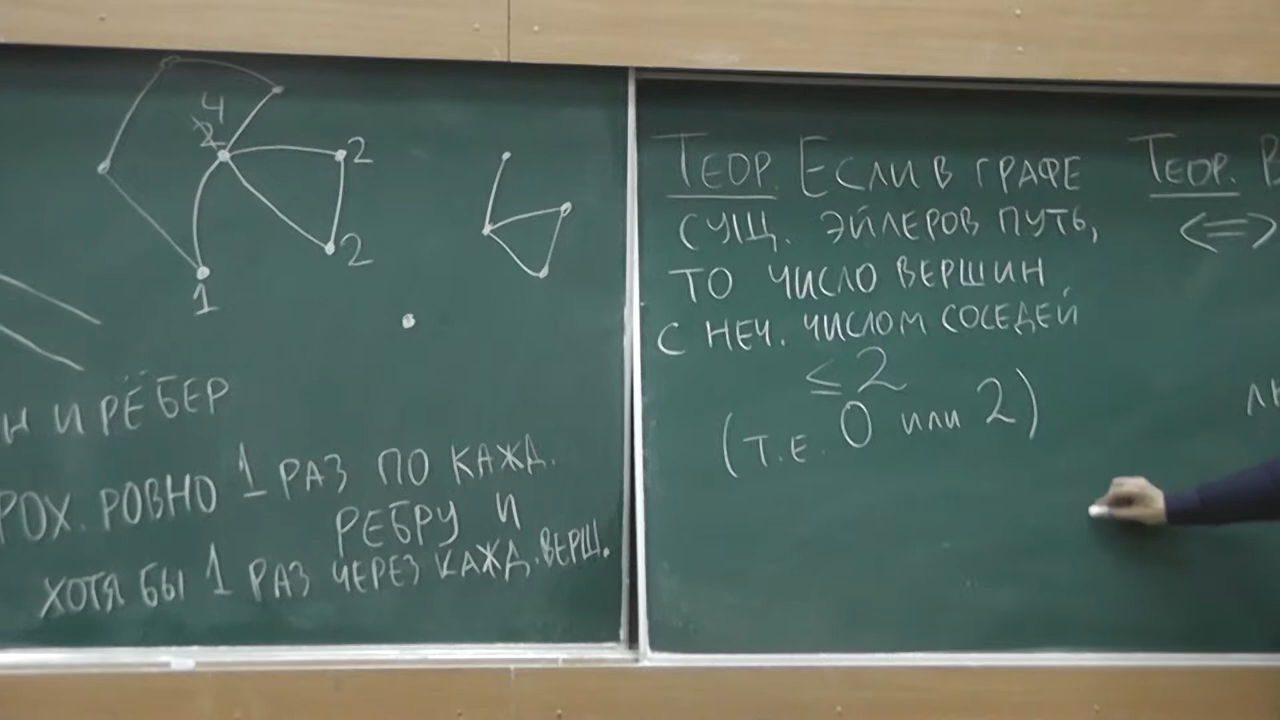 4
2
2
2
1
Н И РЁБЕР
РОХ. РОВНО 1 РАЗ ПО КАЖД.
РЕБРУ И
ХОТЯ БЫ 1 РАЗ ЧЕРЕЗ КАЖД. ВЕРШ.
ТЕОР. ЕСЛИ В ГРАФЕ
СУЩ. ЭЙЛЕРОВ ПУТЬ,
ТО ЧИСЛО ВЕРШИН
С НЕЧ. ЧИСЛОМ СОСЕДЕЙ
≤ 2
(Т.Е. 0 ИЛИ 2)
ТЕОР. В
<=>